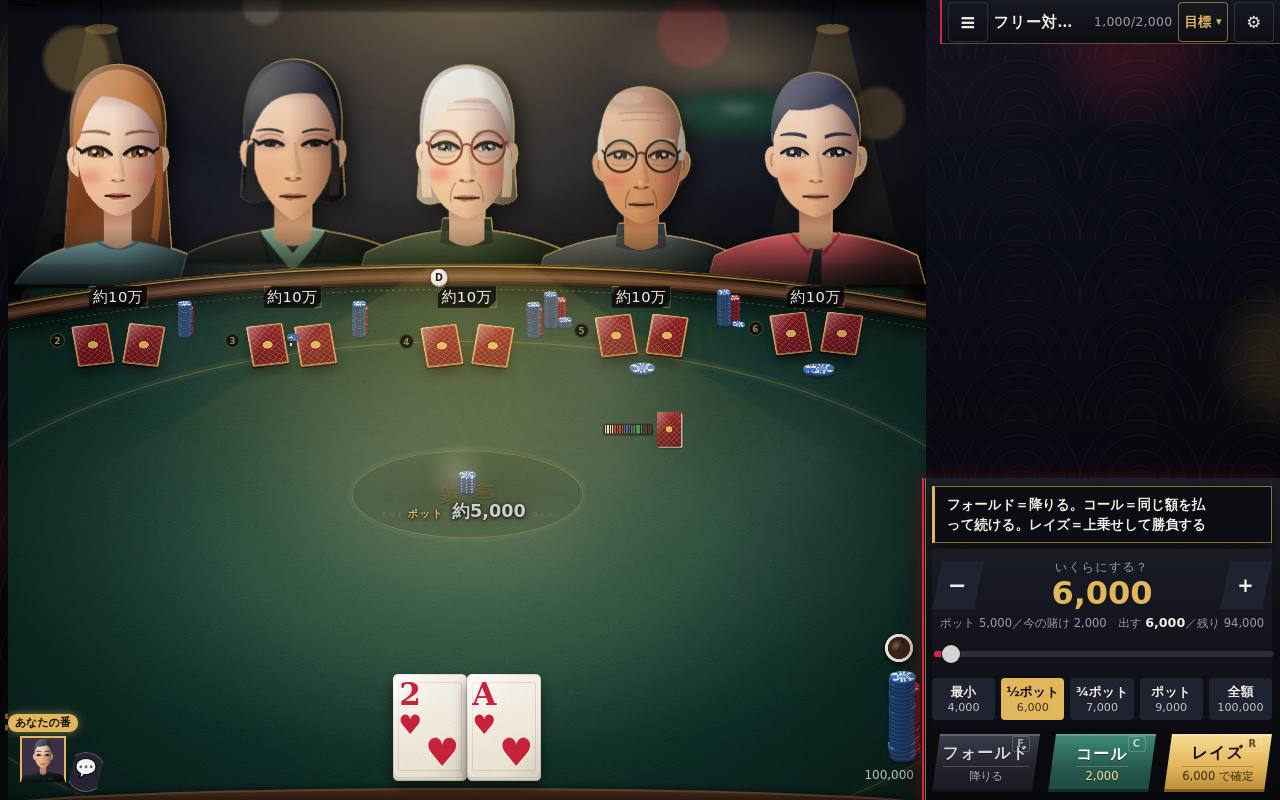 フリー対…
1,000/2,000
目標▾
D
約10万
約10万
約10万
約10万
約10万
2
3
4
5
6
ポット 約5,000
フォールド＝降りる。コール＝同じ額を払
って続ける。レイズ＝上乗せして勝負する
いくらにする？
−
6,000
+
ポット 5,000／今の賭け 2,000 出す 6,000／残り 94,000
最小
4,000
½ポット
6,000
¾ポット
7,000
ポット
9,000
全額
100,000
あなたの番
2
A
100,000
フォールド F
降りる
コール C
2,000
レイズ R
6,000 で確定